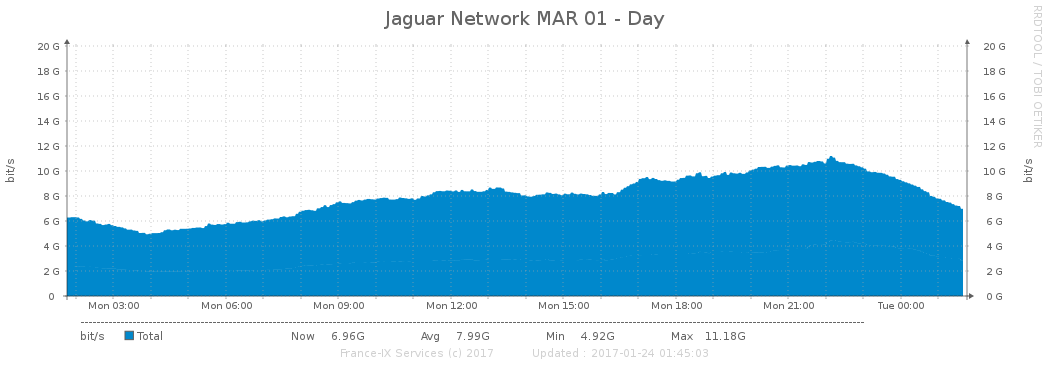 Jaguar Network MAR 01 - Day
RRDTOOL / TOBI OETIKER
20 G 20 G
18 G 18 G
16 G 16 G
14 G 14 G
12 G 12 G
10 G 10 G
8 G 8 G
6 G 6 G
4 G 4 G
2 G 2 G
0 0 G
bit/s
bit/s
Mon 03:00 Mon 06:00 Mon 09:00 Mon 12:00 Mon 15:00 Mon 18:00 Mon 21:00 Tue 00:00
bit/s Total Now 6.96G Avg 7.99G Min 4.92G Max 11.18G
France-IX Services (c) 2017 Updated : 2017-01-24 01:45:03